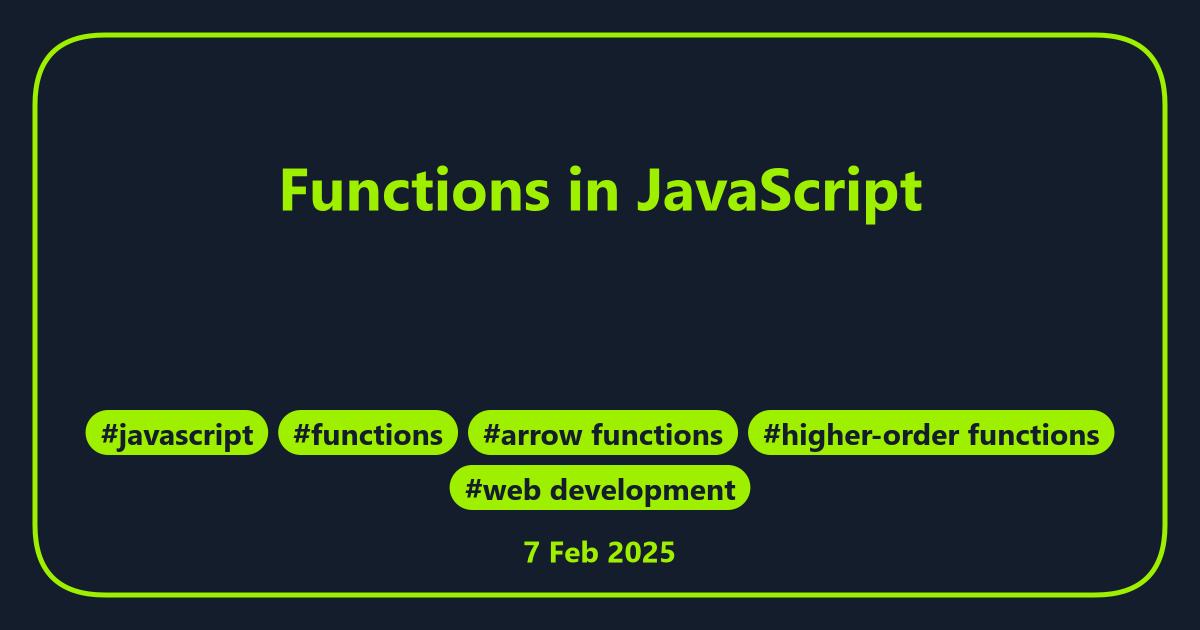 Functions in JavaScript
#javascript #functions #arrow functions #higher-order functions
#web development
7 Feb 2025